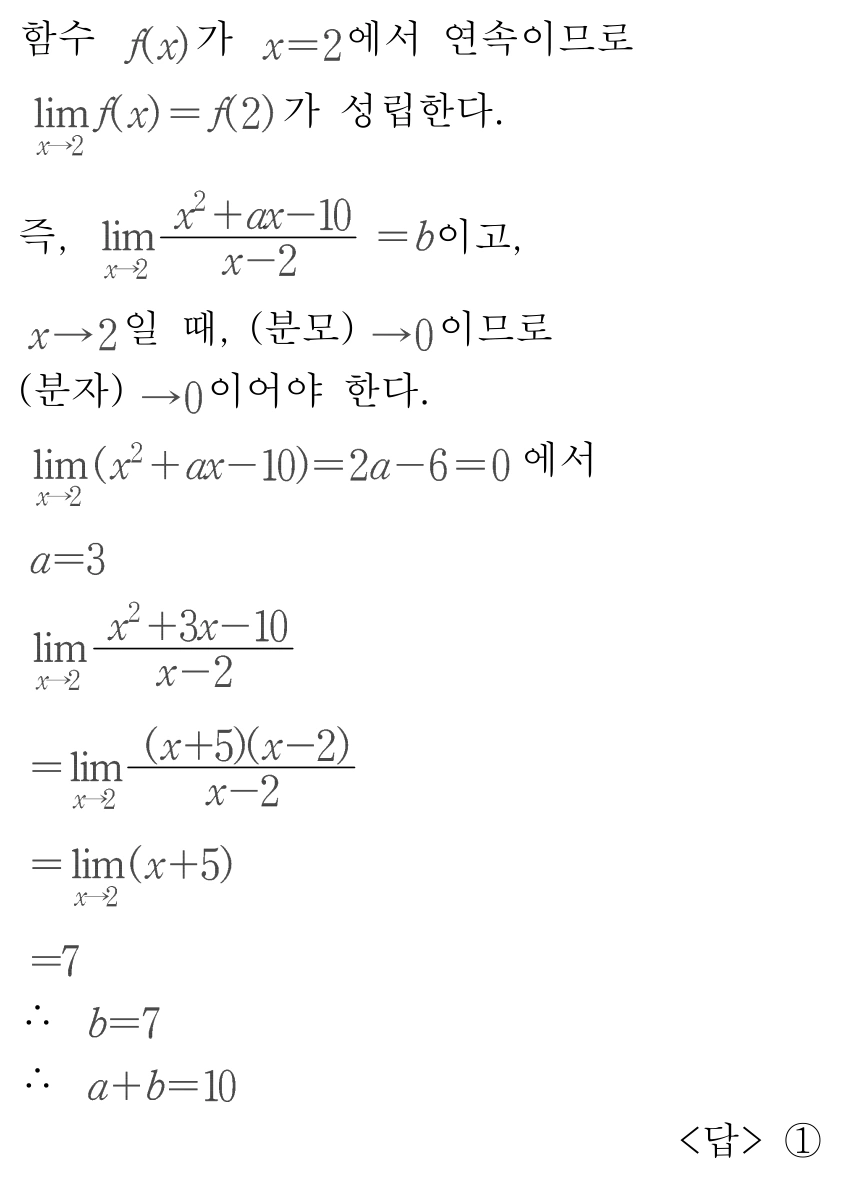 함수 f(x)가 x=2에서 연속이므로
lim_{x→2} f(x)=f(2)가 성립한다.
즉, lim_{x→2} \frac{x^2+ax-10}{x-2} =b이고,
x→2일 때, (분모) →0이므로
(분자) →0이어야 한다.
lim_{x→2} (x^2+ax-10)=2a-6=0 에서
a=3
lim_{x→2} \frac{x^2+3x-10}{x-2}
=lim_{x→2} \frac{(x+5)(x-2)}{x-2}
=lim_{x→2} (x+5)
=7
∴ b=7
∴ a+b=10
<답> ①